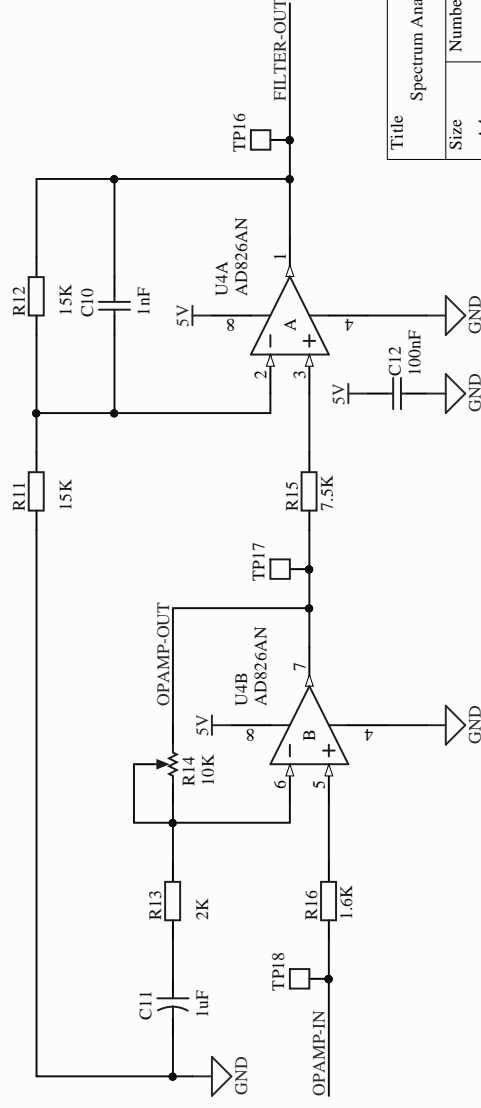 R11
15K
R12
15K
C10
1nF
FILTER-OUT
TP16
1
U4A
AD826AN
5V
8
A
2
3
4
GND
5V
C12
100nF
GND
R15
7.5K
TP17
OPAMP-OUT
U4B
AD826AN
7
5V
8
B
6
5
4
GND
R14
10K
R13
2K
C11
1uF
GND
R16
1.6K
TP18
OPAMP-IN
Title
Spectrum Ana
Size
Numbe